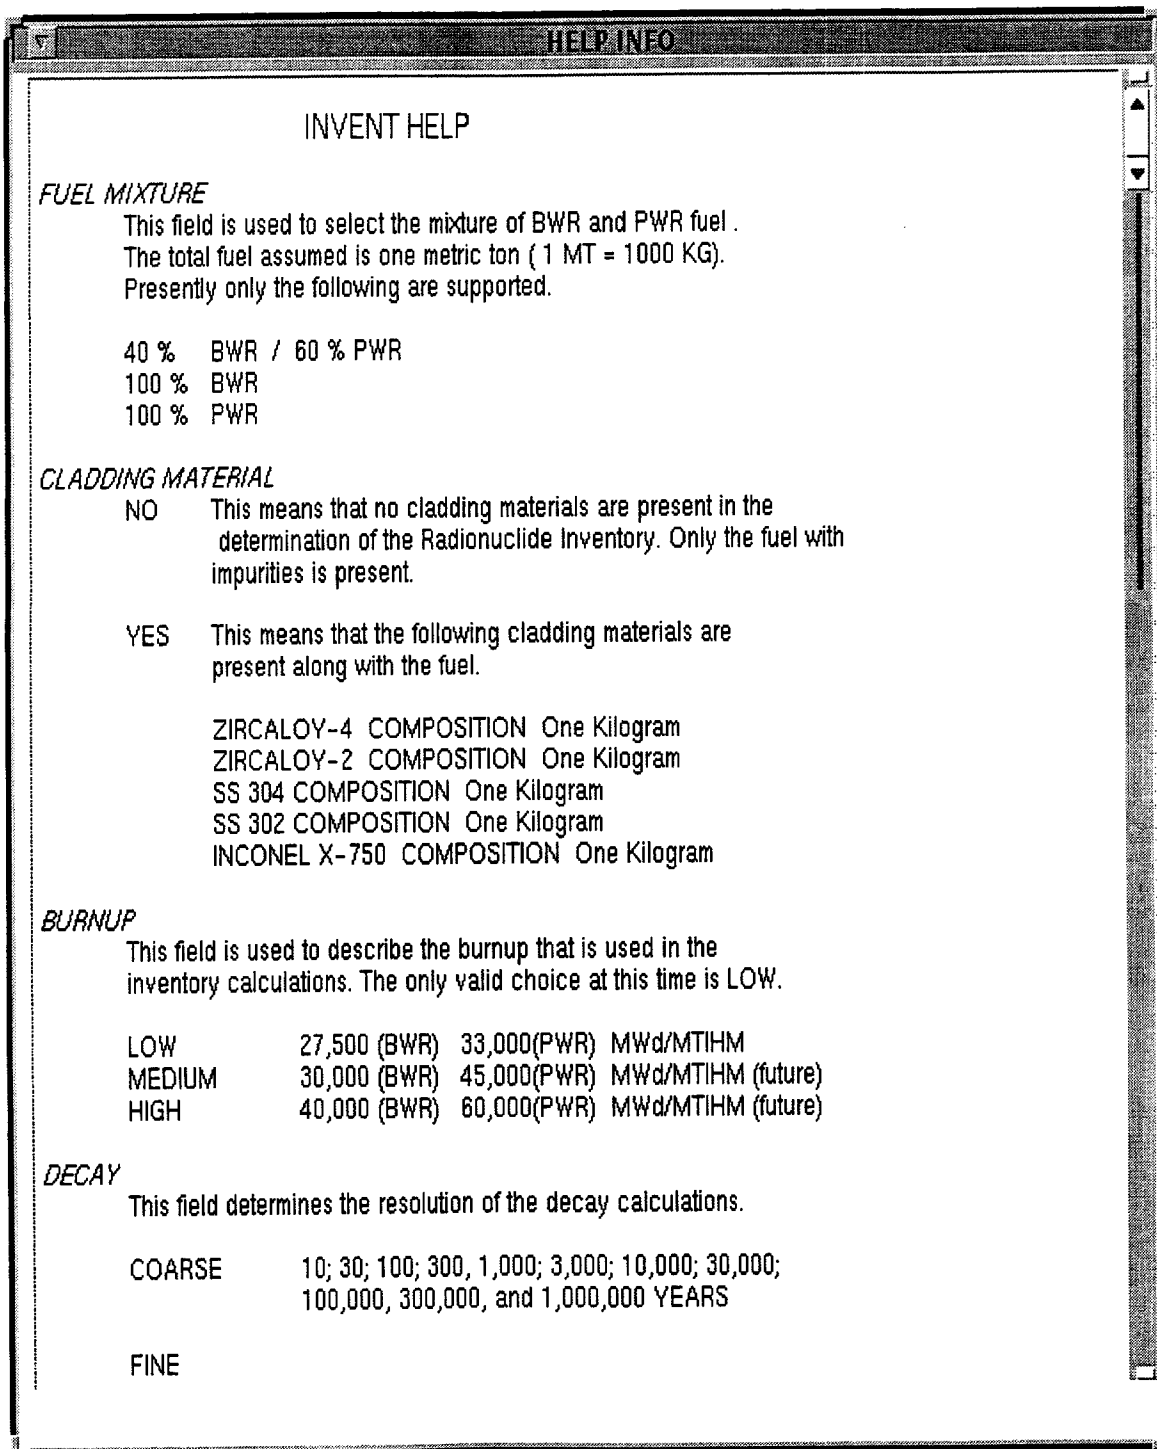 HELP INFO
INVENT HELP
FUEL MIXTURE
This field is used to select the mixture of BWR and PWR fuel .
The total fuel assumed is one metric ton ( 1 MT = 1000 KG).
Presently only the following are supported.
40 % BWR / 60 % PWR
100 % BWR
100 % PWR
CLADDING MATERIAL
NO This means that no cladding materials are present in the
determination of the Radionuclide Inventory. Only the fuel with
impurities is present.
YES This means that the following cladding materials are
present along with the fuel.
ZIRCALOY-4 COMPOSITION One Kilogram
ZIRCALOY-2 COMPOSITION One Kilogram
SS 304 COMPOSITION One Kilogram
SS 302 COMPOSITION One Kilogram
INCONEL X-750 COMPOSITION One Kilogram
BURNUP
This field is used to describe the burnup that is used in the
inventory calculations. The only valid choice at this time is LOW.
LOW 27,500 (BWR) 33,000(PWR) MWd/MTIHM
MEDIUM 30,000 (BWR) 45,000(PWR) MWd/MTIHM (future)
HIGH 40,000 (BWR) 60,000(PWR) MWd/MTIHM (future)
DECAY
This field determines the resolution of the decay calculations.
COARSE 10; 30; 100; 300, 1,000; 3,000; 10,000; 30,000;
100,000, 300,000, and 1,000,000 YEARS
FINE